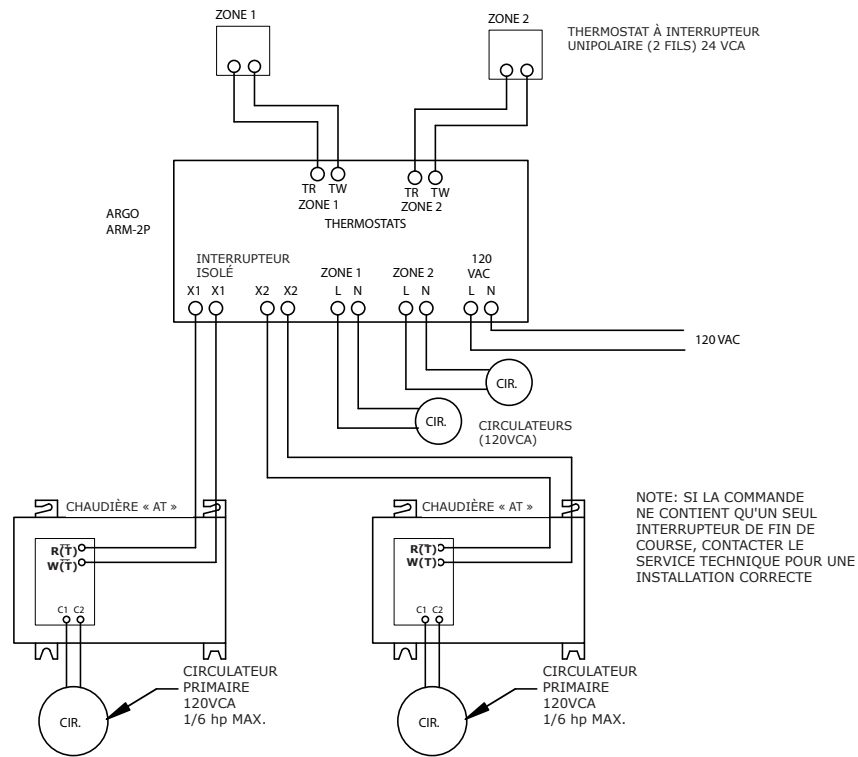 ZONE 1
ZONE 2
THERMOSTAT À INTERRUPTEUR
UNIPOLAIRE (2 FILS) 24 VCA
TR TW
ZONE 1
TR TW
ZONE 2
THERMOSTATS
ARGO
ARM-2P
INTERRUPTEUR
ISOLÉ
ZONE 1
ZONE 2
120
VAC
X1 X1 X2 X2 L N L N L N
120 VAC
CIR.
CIR.
CIRCULATEURS
(120VCA)
CHAUDIÈRE « AT »
R(T)
W(T)
C1 C2
CIR.
CIRCULATEUR
PRIMAIRE
120VCA
1/6 hp MAX.
CHAUDIÈRE « AT »
R(T)
W(T)
C1 C2
CIR.
CIRCULATEUR
PRIMAIRE
120VCA
1/6 hp MAX.
NOTE: SI LA COMMANDE
NE CONTIENT QU'UN SEUL
INTERRUPTEUR DE FIN DE
COURSE, CONTACTER LE
SERVICE TECHNIQUE POUR UNE
INSTALLATION CORRECTE